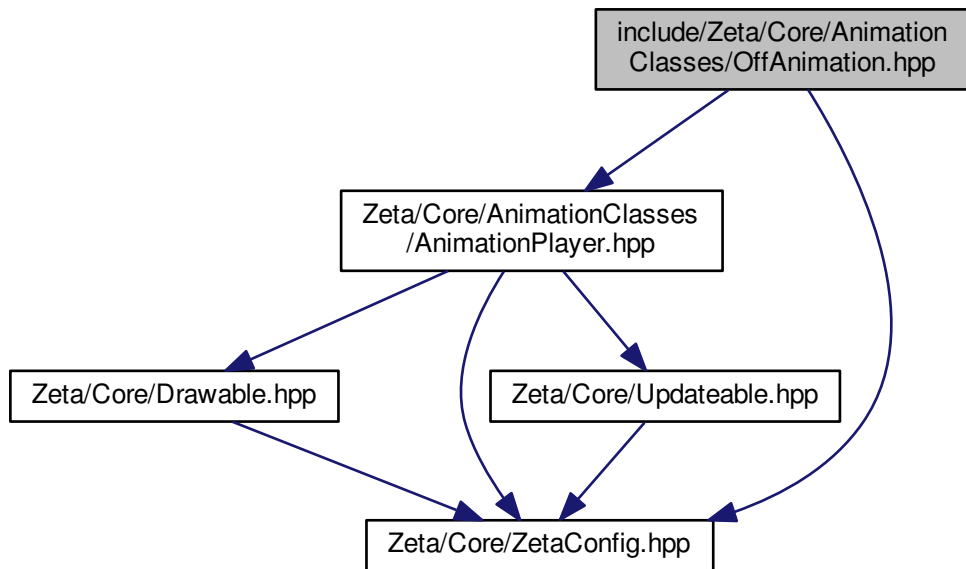 include/Zeta/Core/Animation
Classes/OffAnimation.hpp
Zeta/Core/AnimationClasses
/AnimationPlayer.hpp
Zeta/Core/Drawable.hpp
Zeta/Core/Updateable.hpp
Zeta/Core/ZetaConfig.hpp